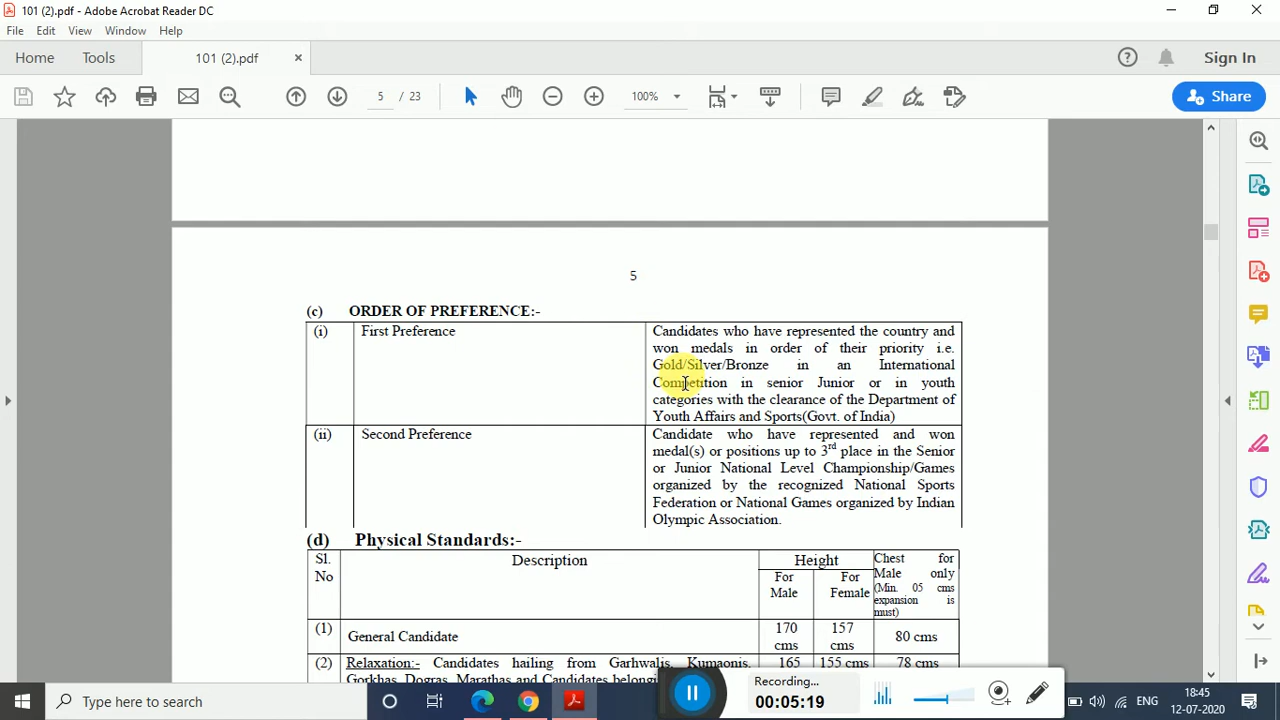 101 (2).pdf - Adobe Acrobat Reader DC
File Edit View Window Help
Home Tools 101 (2).pdf × Sign In
5 / 23 100% Share
5
(c) ORDER OF PREFERENCE:-
(i) First Preference Candidates who have represented the country and
won medals in order of their priority i.e.
Gold/Silver/Bronze in an International
Competition in senior Junior or in youth
categories with the clearance of the Department of
Youth Affairs and Sports(Govt. of India)
(ii) Second Preference Candidate who have represented and won
medal(s) or positions up to 3rd place in the Senior
or Junior National Level Championship/Games
organized by the recognized National Sports
Federation or National Games organized by Indian
Olympic Association.
(d) Physical Standards:-
Sl. No Description Height Chest for Male only (Min. 05 cms expansion is must)
For Male For Female
(1) General Candidate 170 cms 157 cms 80 cms
(2) Relaxation:- Candidates hailing from Garhwalis, Kumaonis, 165 155 cms 78 cms
Gorkhas, Dogras, Marathas and Candidates
Recording...
00:05:19
Type here to search
ENG
18:45
12-07-2020